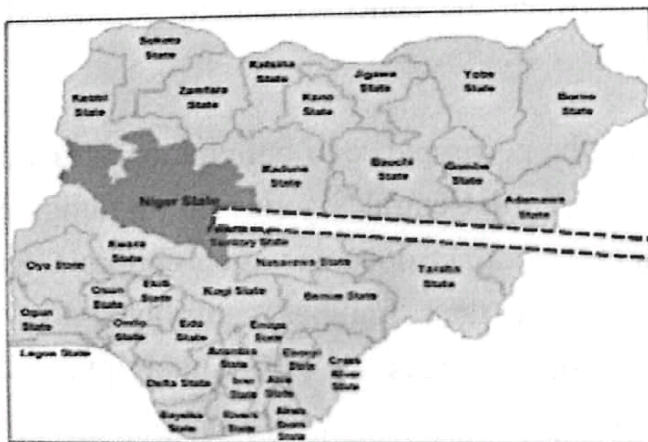 Sokoto
State
Katsina
State
Jigawa
State
Yobe
State
Zamfara
State
Kano
State
Borno
State
Kebbi
State
Kaduna
State
Bauchi
State
Gombe
State
Niger State
Adamawa
State
State
Kwara
State
Nasarawa State
Taraba
State
Oyo State
Osun
State
Ekiti
State
Kogi State
Benue State
Ogun
State
Ondo
State
Edo
State
Enugu
State
Lagos State
Anambra
State
Ebonyi
State
Cross
River
State
Delta State
Imo
State
Abia
State
Bayelsa
State
Rivers
State
Akwa
Ibom
State